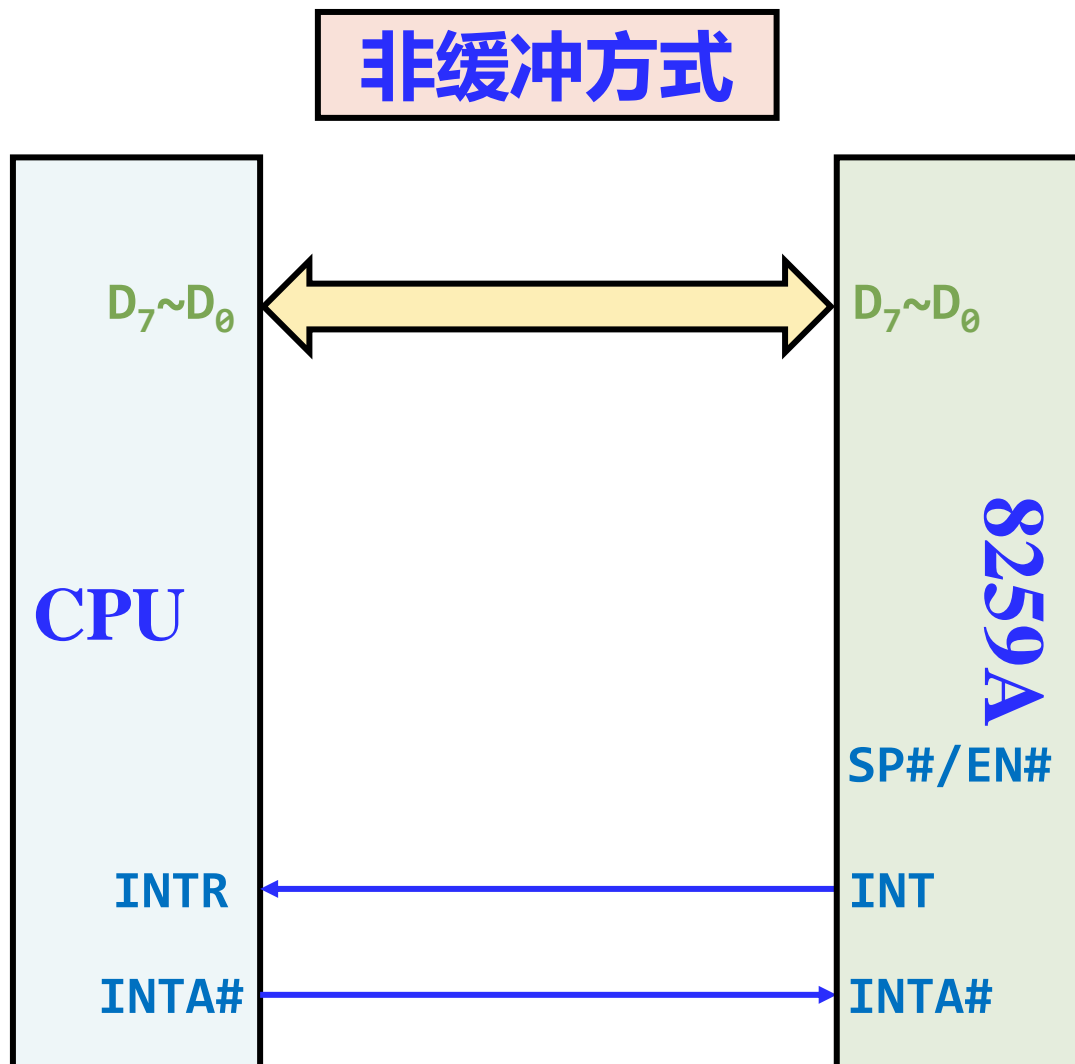 非缓冲方式
D7~D0
D7~D0
8259A
CPU
SP#/EN#
INTR
INT
INTA#
INTA#